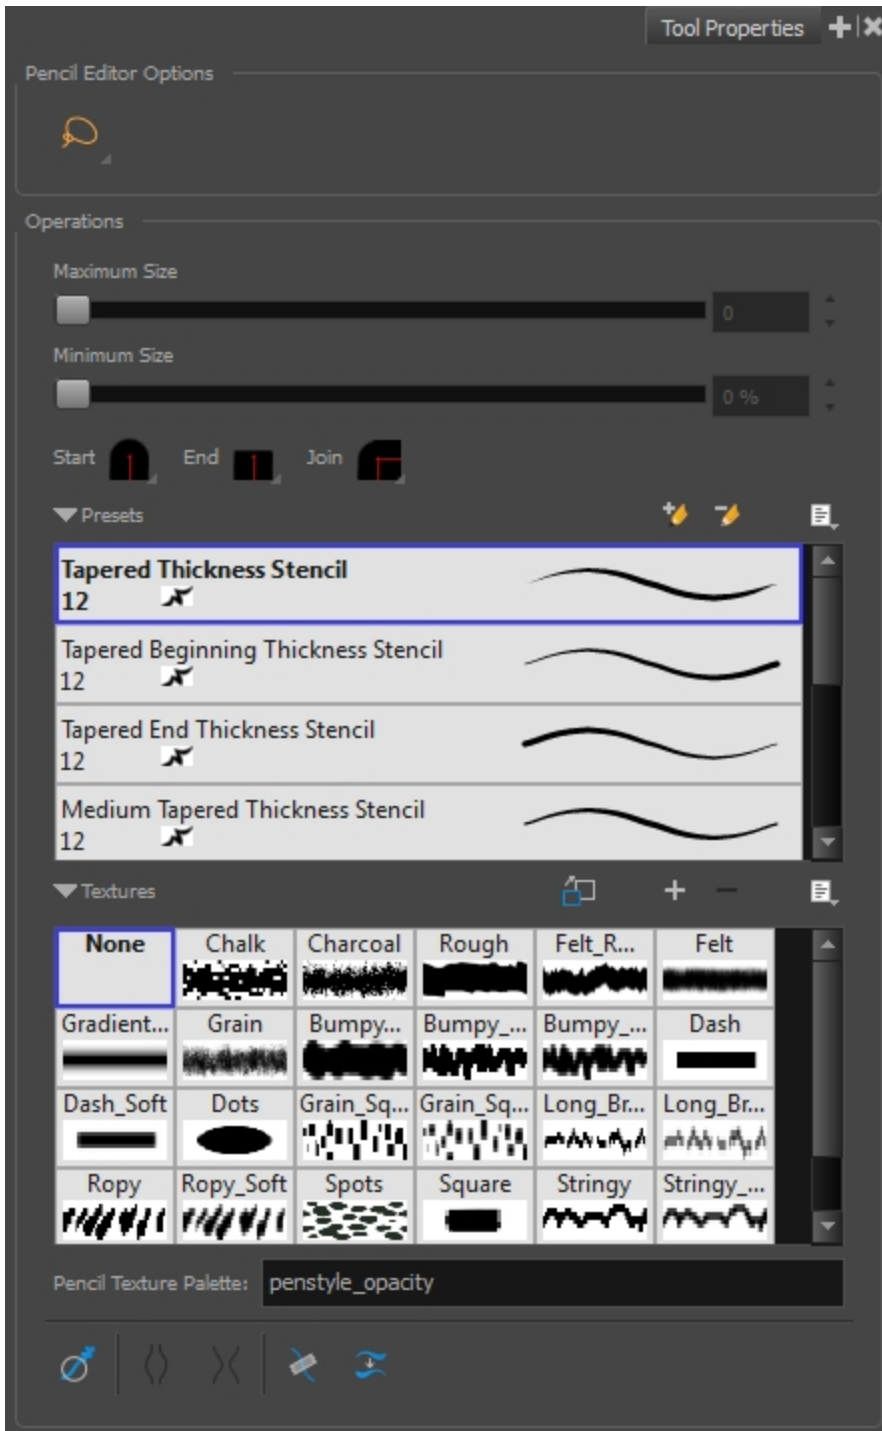 Tool Properties
Pencil Editor Options
Operations
Maximum Size
0
Minimum Size
0 %
Start End Join
Presets
Tapered Thickness Stencil
12
Tapered Beginning Thickness Stencil
12
Tapered End Thickness Stencil
12
Medium Tapered Thickness Stencil
12
Textures
None Chalk Charcoal Rough Felt_R... Felt
Gradient... Grain Bumpy... Bumpy_... Bumpy_... Dash
Dash_Soft Dots Grain_Sq... Grain_Sq... Long_Br... Long_Br...
Ropy Ropy_Soft Spots Square Stringy Stringy_...
Pencil Texture Palette: penstyle_opacity